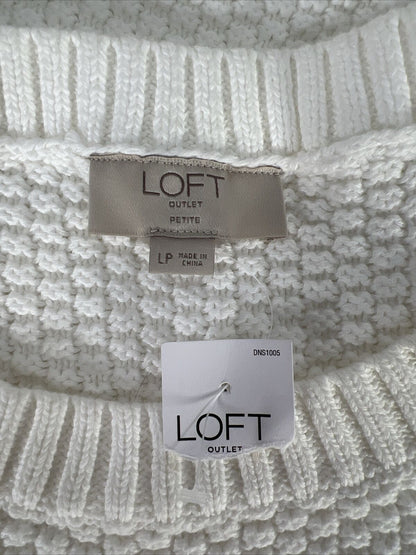 LOFT
OUTLET
PETITE
LP MADE IN
CHINA
DNS1005
LOFT
OUTLET